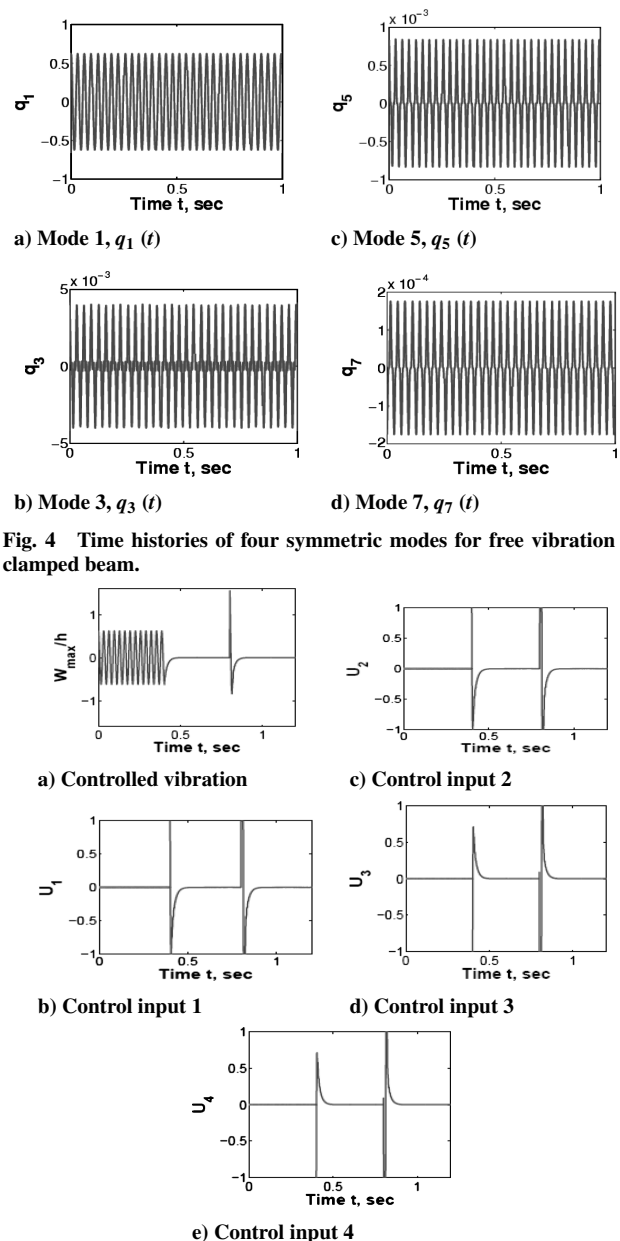 1
0.5
0
−0.5
−1
q1
0
0.5
1
Time t, sec
a) Mode 1, q1 (t)
x 10^-3
1
0.5
0
−0.5
−1
q5
0
0.5
1
Time t, sec
c) Mode 5, q5 (t)
x 10^-3
5
0
−5
q3
0
0.5
1
Time t, sec
b) Mode 3, q3 (t)
x 10^-4
2
1
0
−1
−2
q7
0
0.5
1
Time t, sec
d) Mode 7, q7 (t)
Fig. 4 Time histories of four symmetric modes for free vibration
clamped beam.
1
0
−1
Wmax/h
0
0.5
1
Time t, sec
a) Controlled vibration
1
0.5
0
−0.5
−1
U2
0
0.5
1
Time t, sec
c) Control input 2
1
0.5
0
−0.5
−1
U1
0
0.5
1
Time t, sec
b) Control input 1
1
0.5
0
−0.5
−1
U3
0
0.5
1
Time t, sec
d) Control input 3
1
0.5
0
−0.5
−1
U4
0
0.5
1
Time t, sec
e) Control input 4